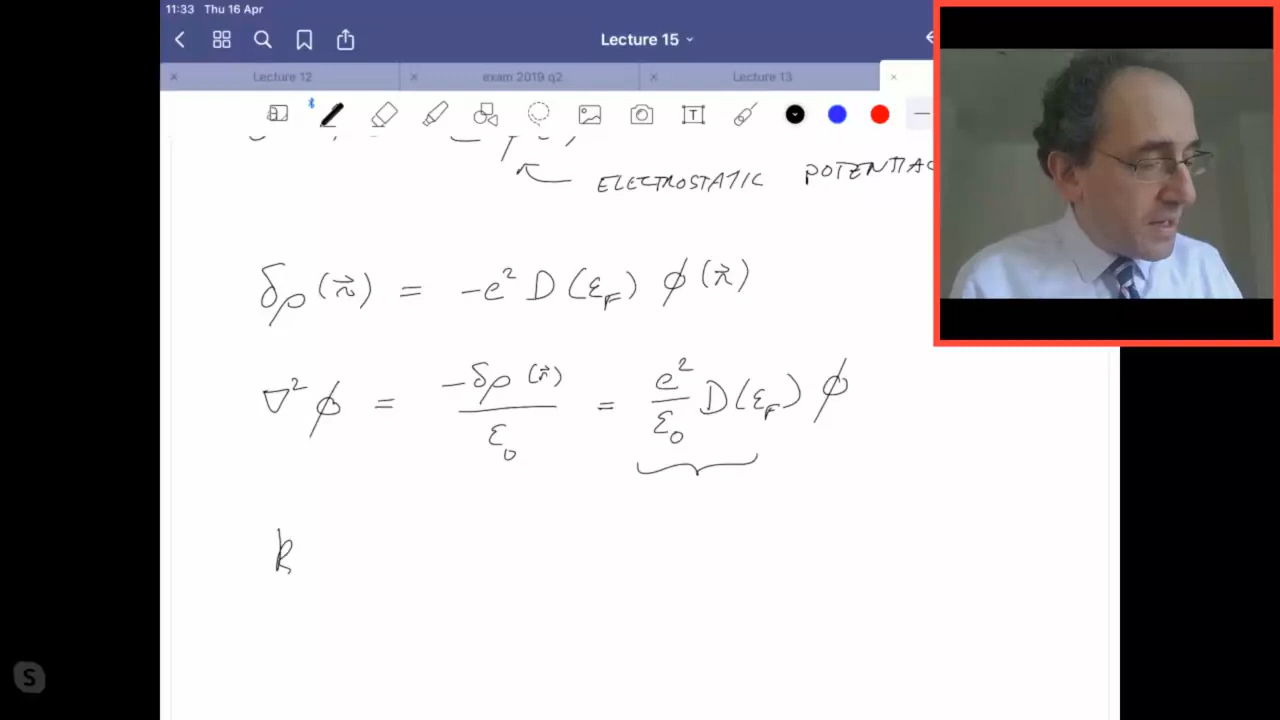 11:33 Thu 16 Apr
Lecture 15
Lecture 12 exam 2019 q2 Lecture 13
ELECTROSTATIC POTENTIAL
δρ(r⃗) = -e² D(ε_F) φ(r⃗)
∇²φ = -δρ(r⃗)/ε₀ = e²/ε₀ D(ε_F) φ
k
S